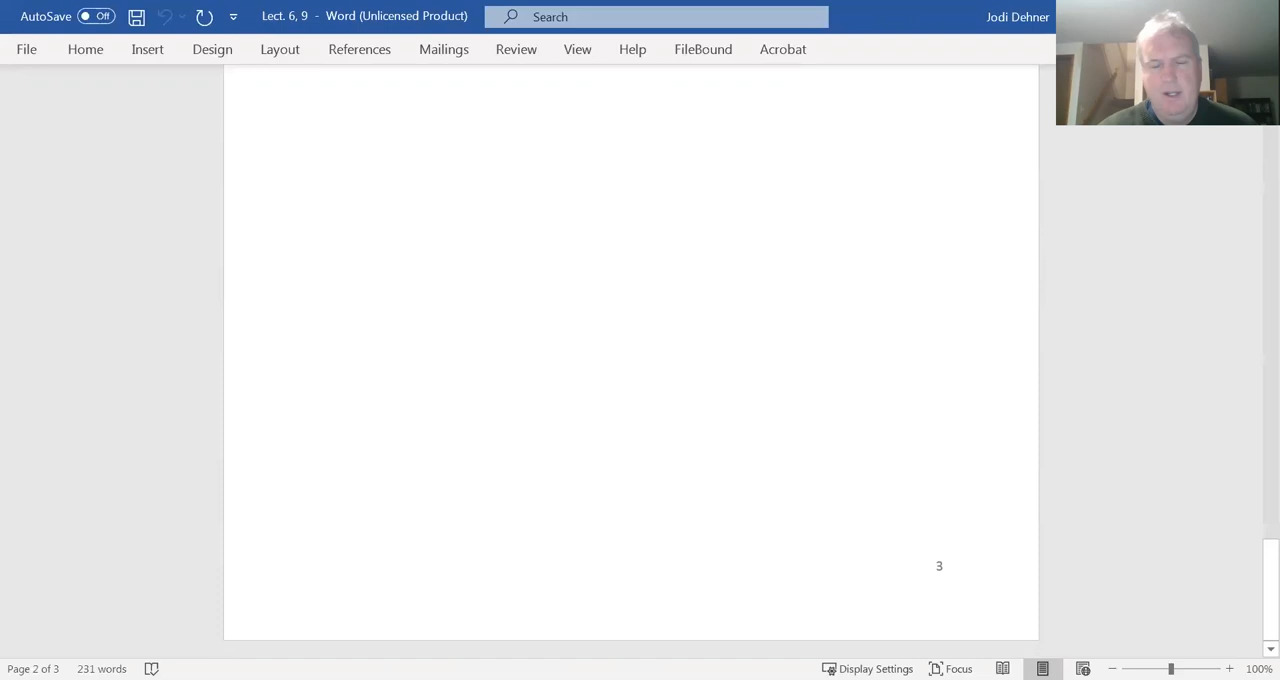 AutoSave Off Lect. 6, 9 - Word (Unlicensed Product) Search Jodi Dehner
File Home Insert Design Layout References Mailings Review View Help FileBound Acrobat
3
Page 2 of 3 231 words Display Settings Focus 100%